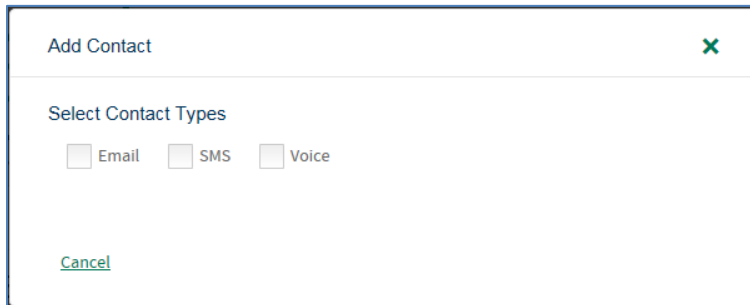 Add Contact
Select Contact Types
Email SMS Voice
Cancel